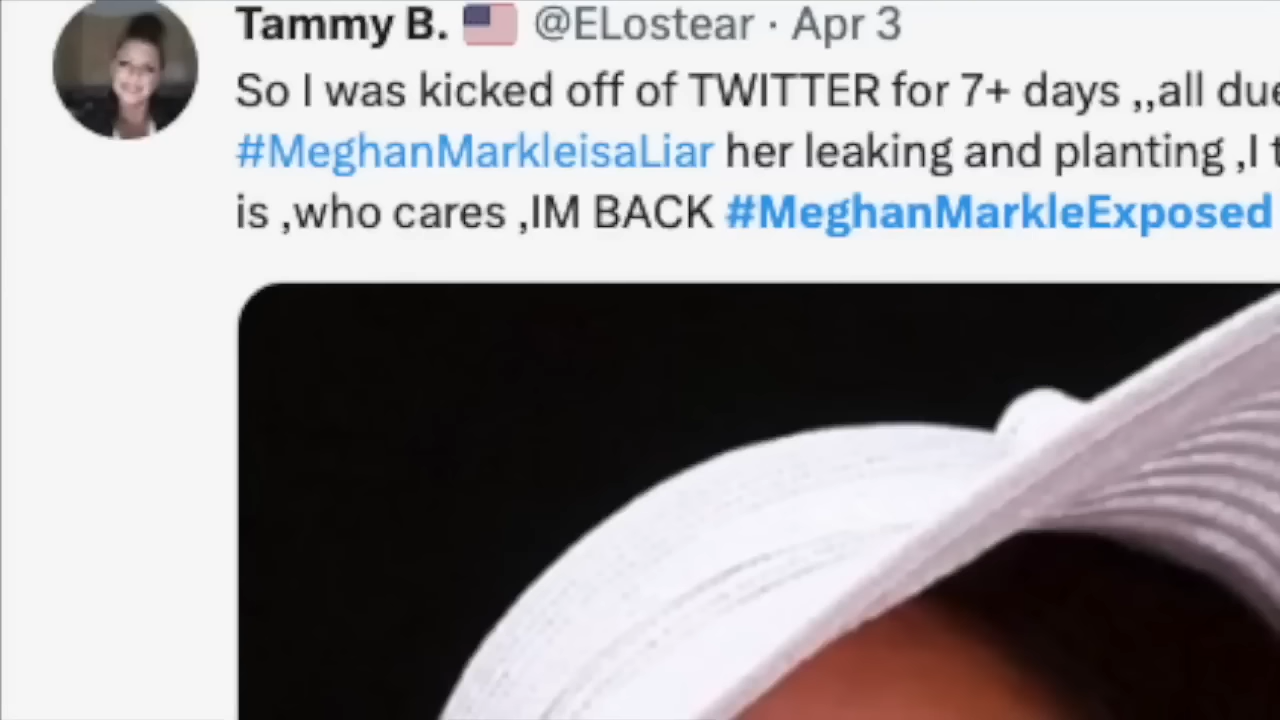 Tammy B. 🇺🇸 @ELostear · Apr 3
So I was kicked off of TWITTER for 7+ days ,,all due
#MeghanMarkleisaLiar her leaking and planting ,I
is ,who cares ,IM BACK #MeghanMarkleExposed